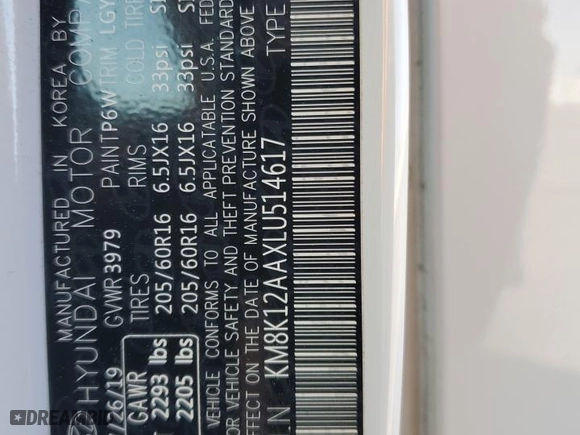 MANUFACTURED IN KOREA BY
HYUNDAI MOTOR COMP
/26/19 GVWR 3979 PAINT P6W TRIM LGY
GAWR TIRES RIMS COLD TIRE
2293 lbs 205/60R16 6.5JX16 33psi
2205 lbs 205/60R16 6.5JX16 33psi
VEHICLE CONFORMS TO ALL APPLICABLE U.S.A. FED
OR VEHICLE SAFETY AND THEFT PREVENTION STANDARD
EFFECT ON THE DATE OF MANUFACTURE SHOWN ABOVE
KM8K12AAXLU514617 TYPE
DREAMBID